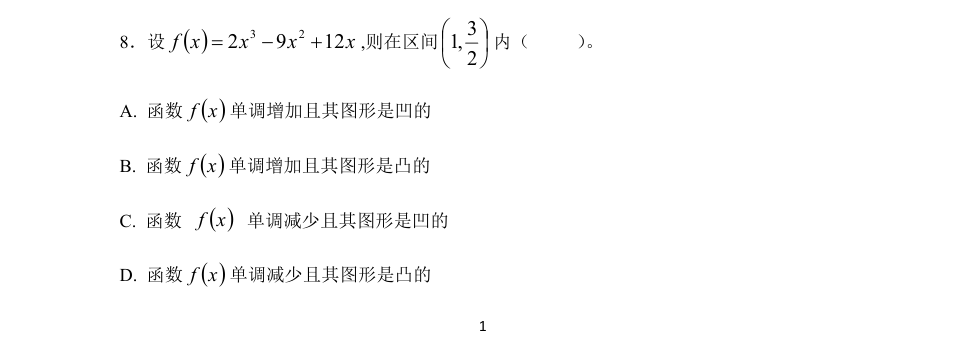 8．设 f(x)=2x³−9x²+12x ,则在区间(1,3/2)内（　　）。
A. 函数 f(x) 单调增加且其图形是凹的
B. 函数 f(x) 单调增加且其图形是凸的
C. 函数 f(x) 单调减少且其图形是凹的
D. 函数 f(x) 单调减少且其图形是凸的
1